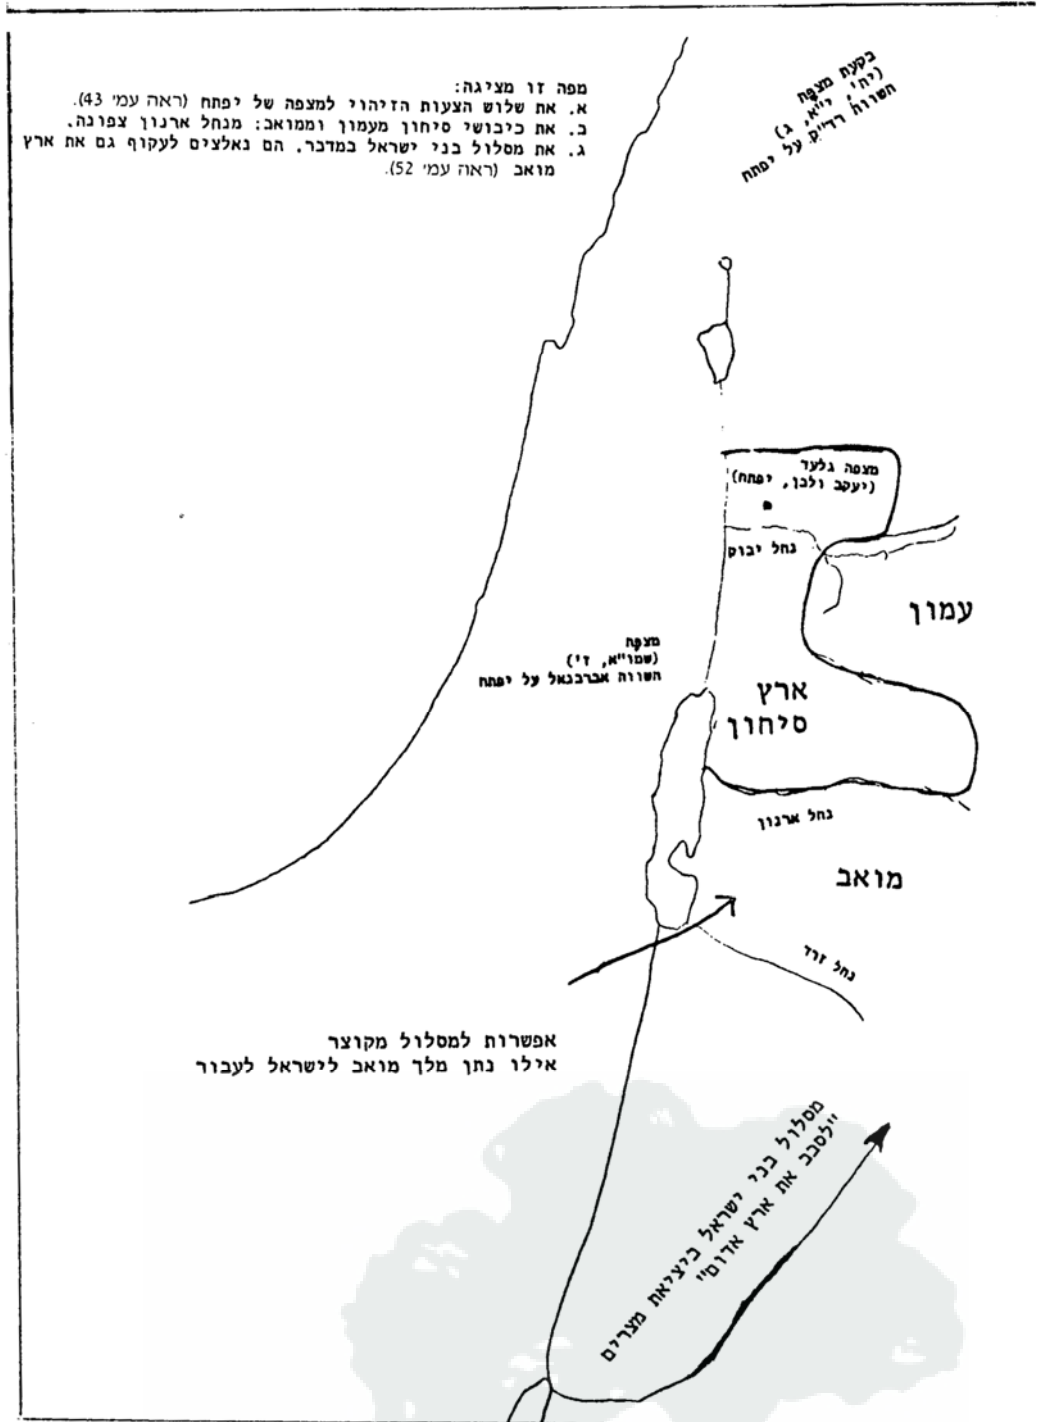 מפה זו מציגה:
א. את שלוש הצעות הזיהוי למצפה של יפתח (ראה עמי 43).
ב. את כיבושי סיחון מעמון וממואב: מנחל ארנון צפונה.
ג. את מסלול בני ישראל במדבר. הם נאלצים לעקוף גם את ארץ
מואב (ראה עמי 52).
בקעת מצפה
(יח', י"א, ג)
השווה רד"ק על יפתח
מצפה גלעד
(יעקב ולבן, יפתח)
נחל יבוק
עמון
מצפה
(שמו"א, ז')
השווה אברבנאל על יפתח
ארץ
סיחון
נחל ארנון
מואב
נחל זרד
אפשרות למסלול מקוצר
אילו נתן מלך מואב לישראל לעבור
מסלול בני ישראל ביציאת מצרים
"לסבב את ארץ אדום"